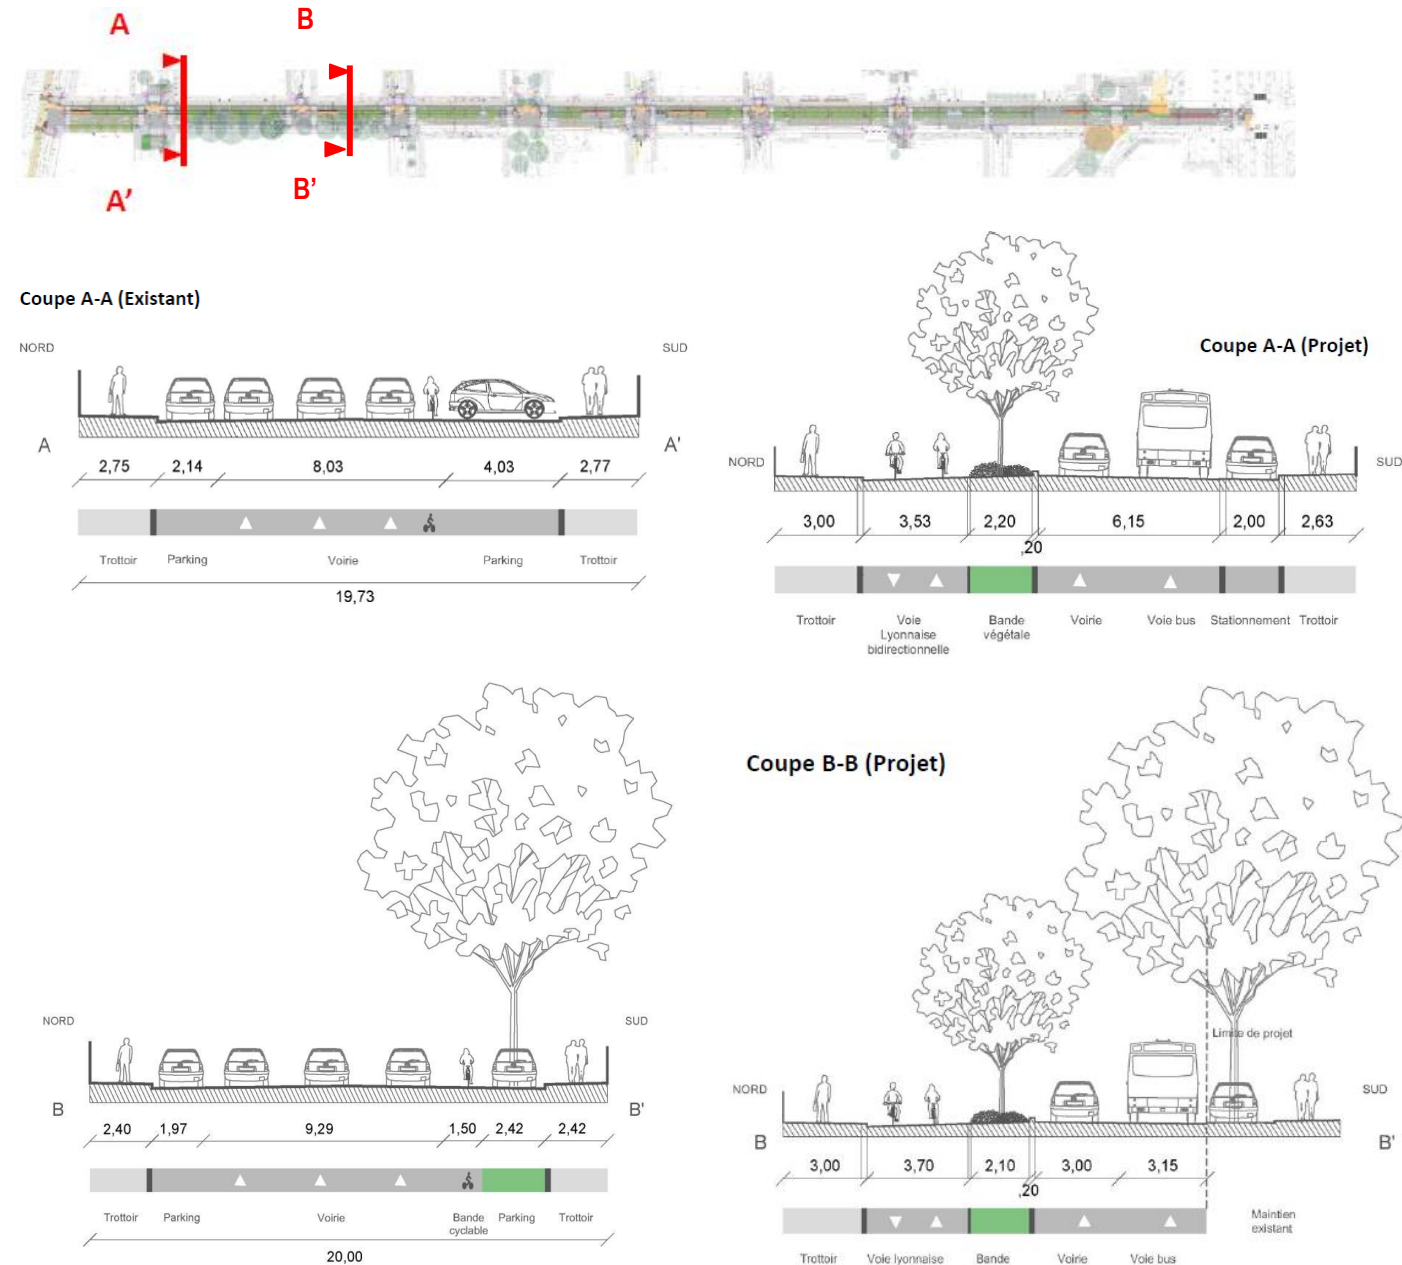 A
B
A'
B'
Coupe A-A (Existant)
NORD
SUD
A
A'
2,75
2,14
8,03
4,03
2,77
Trottoir
Parking
Voirie
Parking
Trottoir
19,73
Coupe A-A (Projet)
NORD
SUD
3,00
3,53
2,20
6,15
2,00
2,63
,20
Trottoir
Voie
Lyonnaise
bidirectionnelle
Bande
végétale
Voirie
Voie bus
Stationnement
Trottoir
NORD
SUD
B
B'
2,40
1,97
9,29
1,50
2,42
2,42
Trottoir
Parking
Voirie
Bande
cyclable
Parking
Trottoir
20,00
Coupe B-B (Projet)
Limite de projet
NORD
SUD
B
B'
3,00
3,70
2,10
3,00
3,15
,20
Maintien
existant
Trottoir
Voie lyonnaise
Bande
Voirie
Voie bus